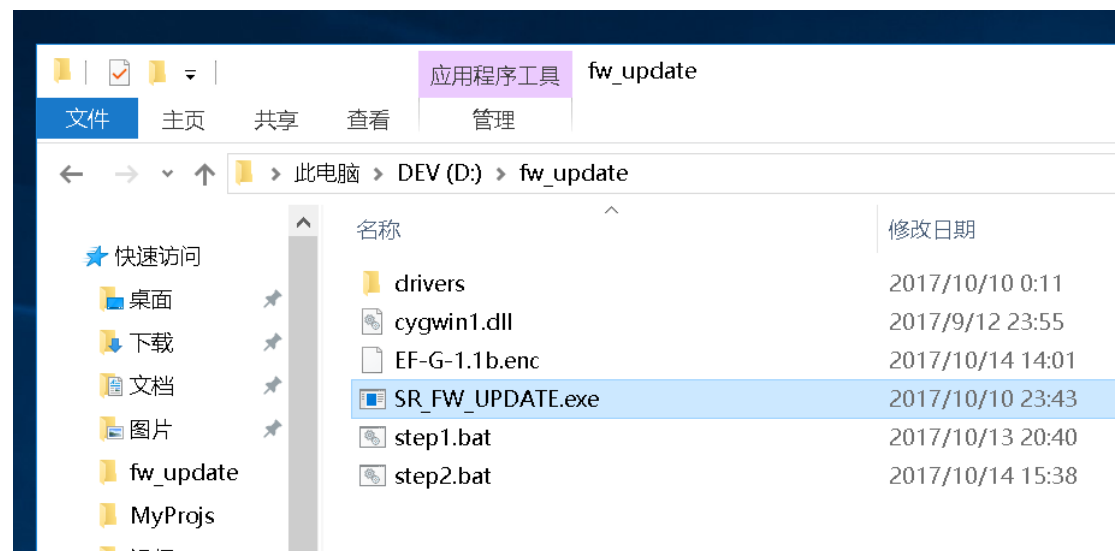 应用程序工具 fw_update
文件 主页 共享 查看 管理
此电脑 DEV (D:) fw_update
名称 修改日期
快速访问
桌面
下载
文档
图片
fw_update
MyProjs
drivers 2017/10/10 0:11
cygwin1.dll 2017/9/12 23:55
EF-G-1.1b.enc 2017/10/14 14:01
SR_FW_UPDATE.exe 2017/10/10 23:43
step1.bat 2017/10/13 20:40
step2.bat 2017/10/14 15:38